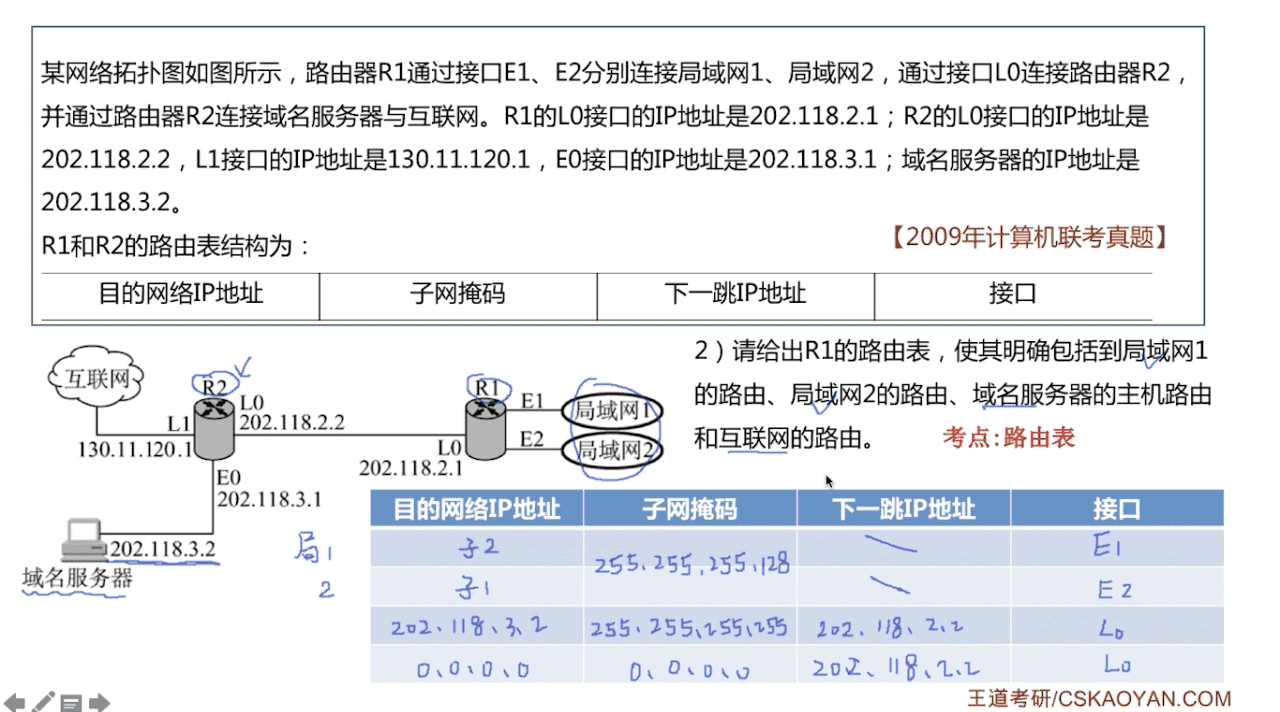 某网络拓扑图如图所示，路由器R1通过接口E1、E2分别连接局域网1、局域网2，通过接口L0连接路由器R2，
并通过路由器R2连接域名服务器与互联网。R1的L0接口的IP地址是202.118.2.1；R2的L0接口的IP地址是
202.118.2.2，L1接口的IP地址是130.11.120.1，E0接口的IP地址是202.118.3.1；域名服务器的IP地址是
202.118.3.2。
【2009年计算机联考真题】
R1和R2的路由表结构为：
目的网络IP地址 子网掩码 下一跳IP地址 接口
2）请给出R1的路由表，使其明确包括到局域网1
的路由、局域网2的路由、域名服务器的主机路由
和互联网的路由。 考点:路由表
互联网
R2
L0
202.118.2.2
L1
130.11.120.1
E0
202.118.3.1
202.118.3.2
域名服务器
R1
E1
局域网1
E2
局域网2
L0
202.118.2.1
目的网络IP地址 子网掩码 下一跳IP地址 接口
局1 子2 255.255.255.128 E1
2 子1 E2
202.118.3.2 255.255.255.255 202.118.2.2 L0
0.0.0.0 0.0.0.0 202.118.2.2 L0
王道考研/CSKAOYAN.COM